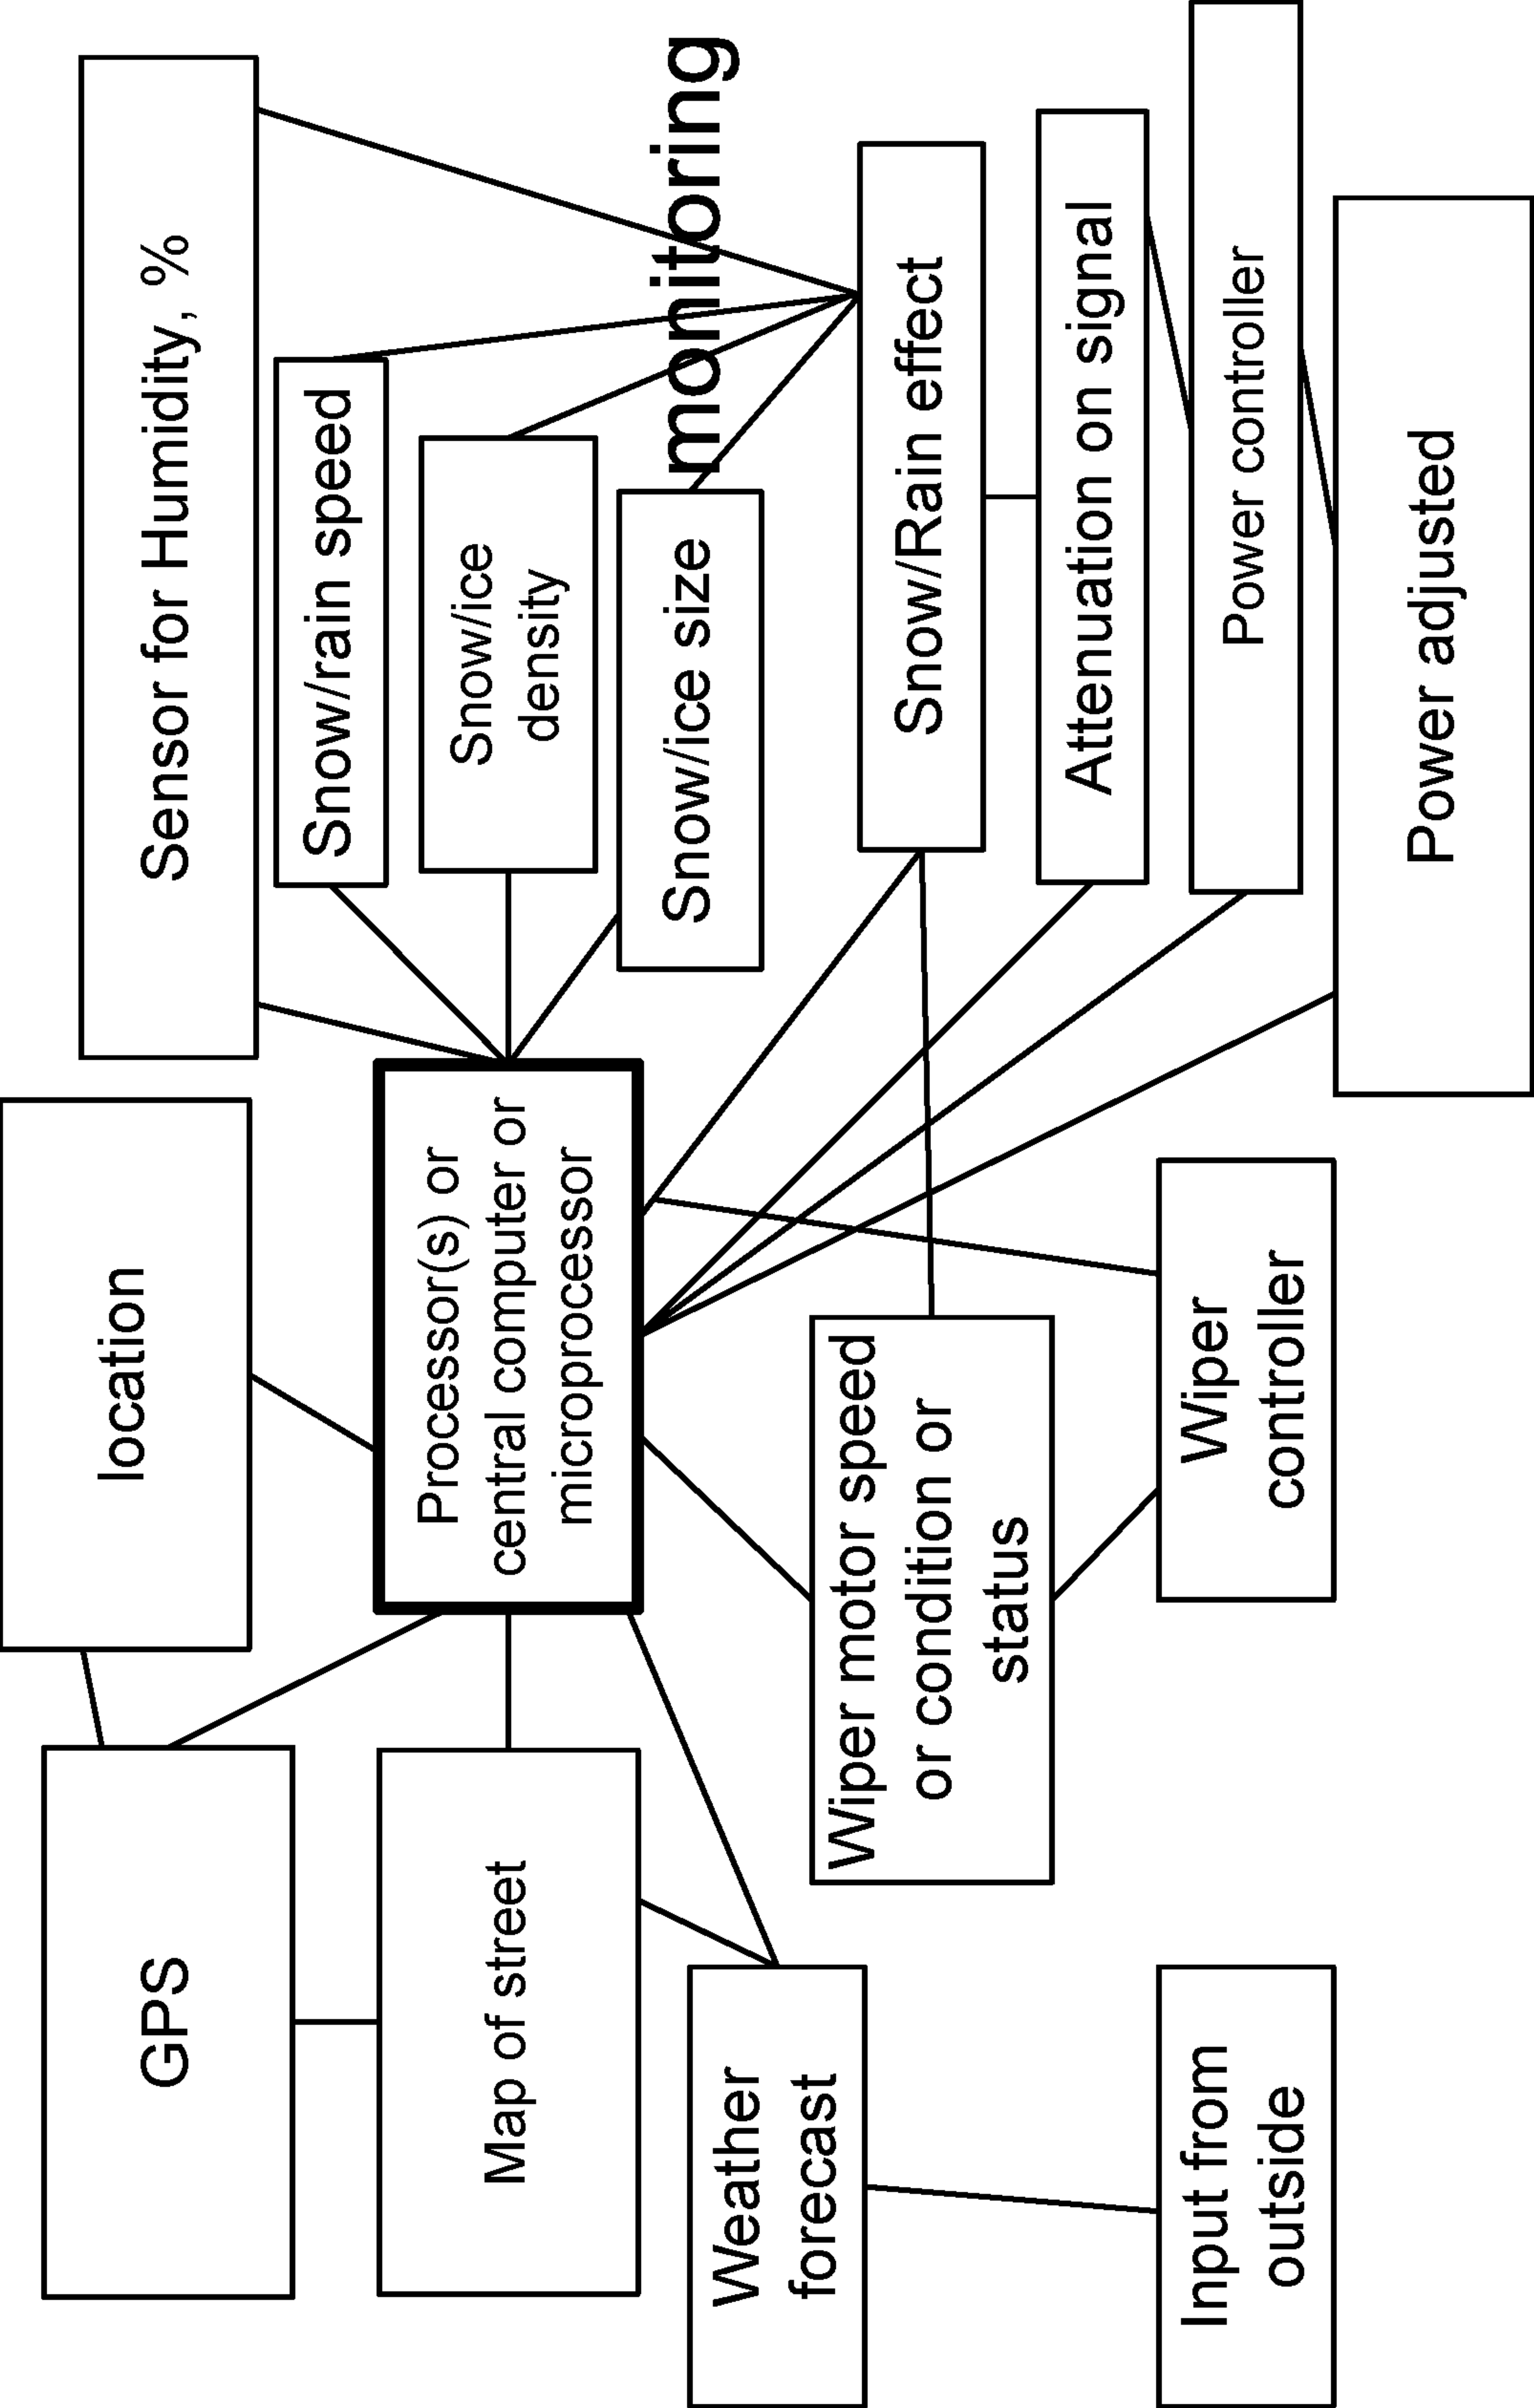 GPS
location
Sensor for Humidity, %
Snow/rain speed
Map of street
Processor(s) or
central computer or
microprocessor
Snow/ice
density
Snow/ice size
monitoring
Weather
forecast
Wiper motor speed
or condition or
status
Snow/Rain effect
Attenuation on signal
Input from
outside
Wiper
controller
Power controller
Power adjusted